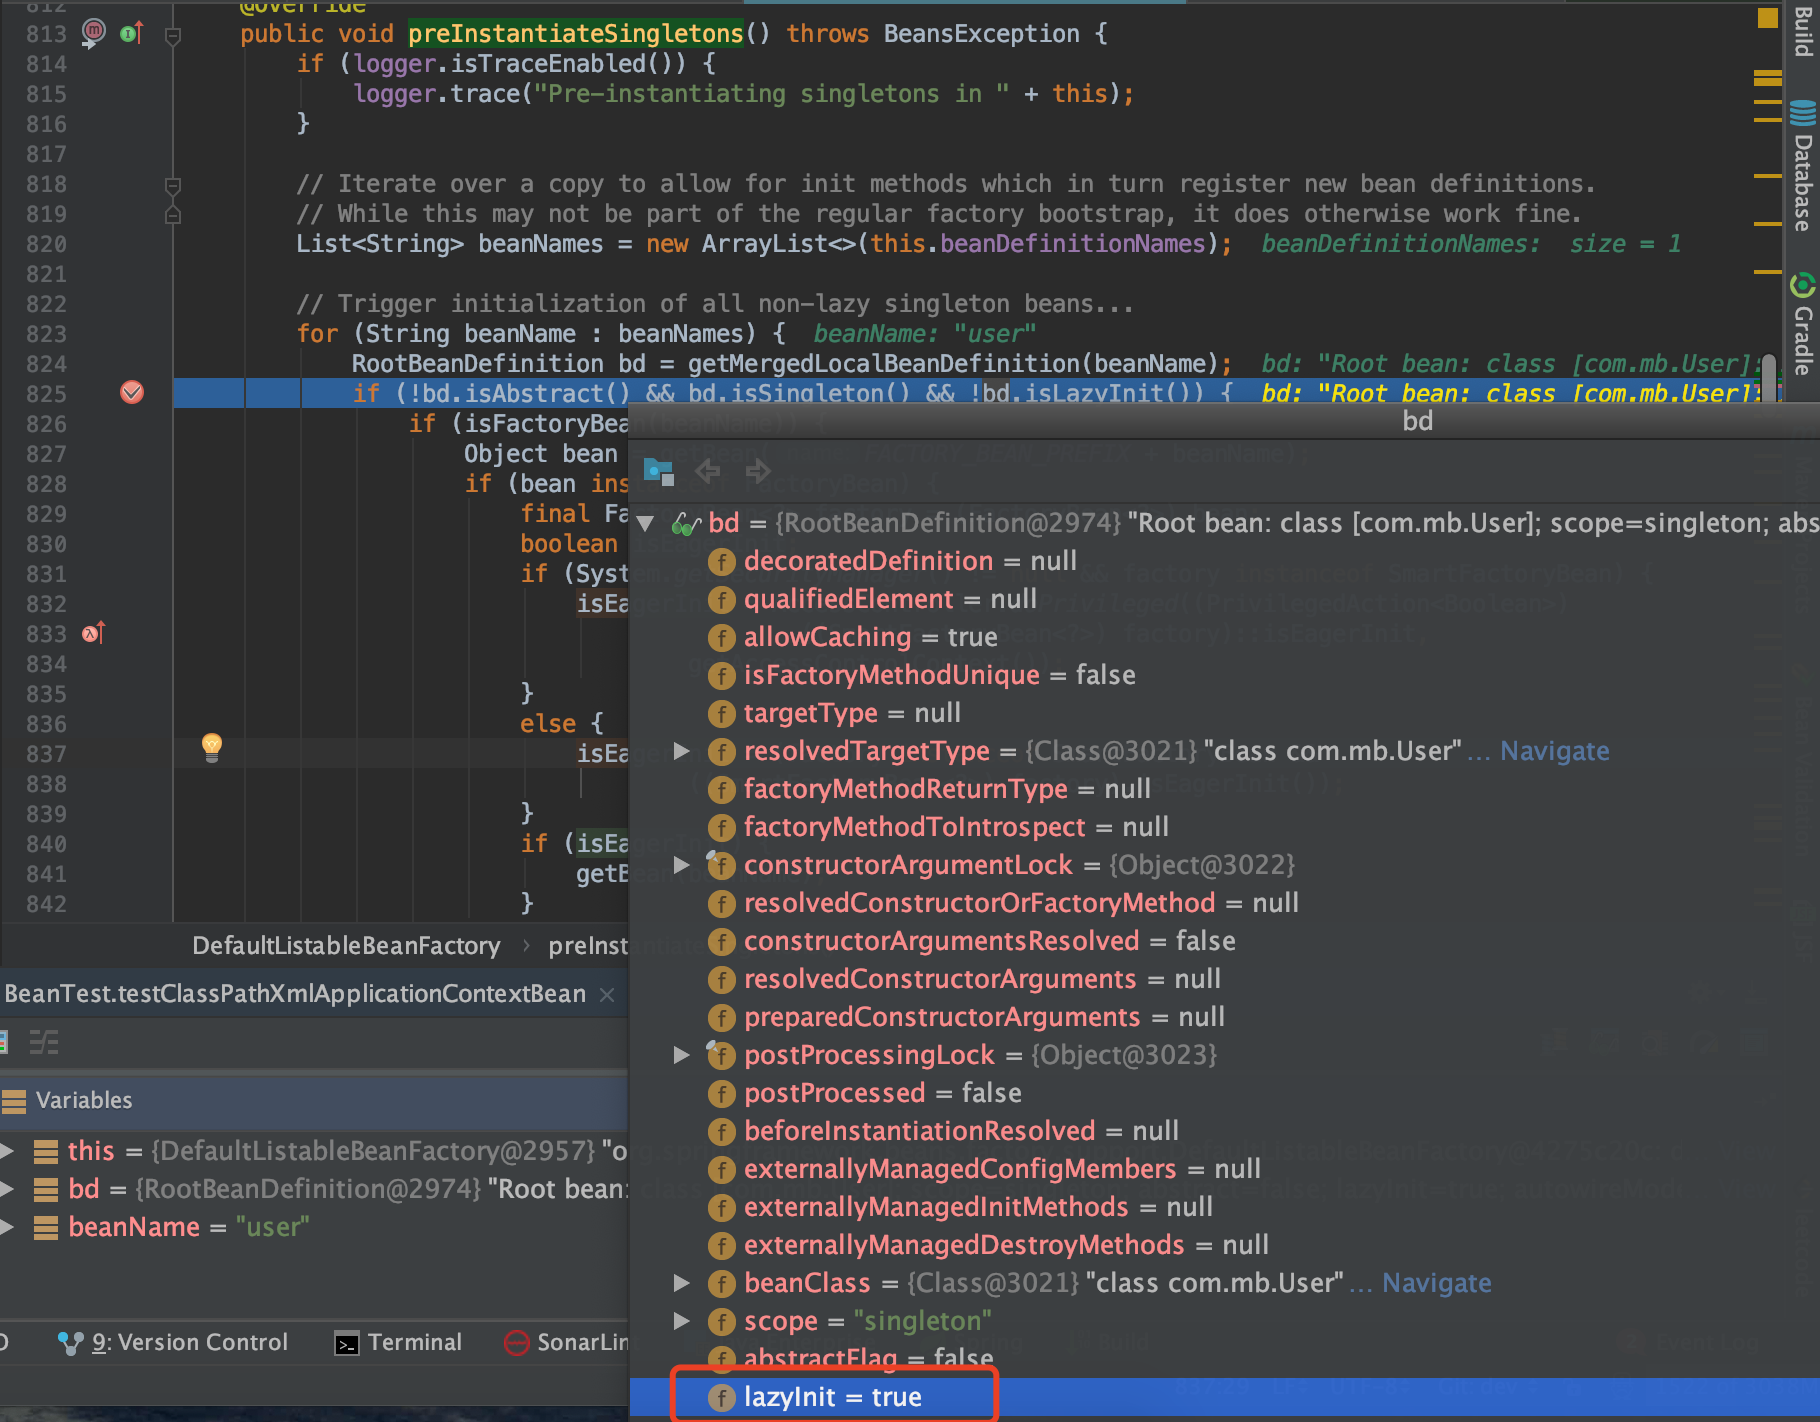 812 @Override
813 public void preInstantiateSingletons() throws BeansException {
814 if (logger.isTraceEnabled()) {
815 logger.trace("Pre-instantiating singletons in " + this);
816 }
817
818 // Iterate over a copy to allow for init methods which in turn register new bean definitions.
819 // While this may not be part of the regular factory bootstrap, it does otherwise work fine.
820 List<String> beanNames = new ArrayList<>(this.beanDefinitionNames); beanDefinitionNames: size = 1
821
822 // Trigger initialization of all non-lazy singleton beans...
823 for (String beanName : beanNames) { beanName: "user"
824 RootBeanDefinition bd = getMergedLocalBeanDefinition(beanName); bd: "Root bean: class [com.mb.User];
825 if (!bd.isAbstract() && bd.isSingleton() && !bd.isLazyInit()) { bd: "Root bean: class [com.mb.User];
826 if (isFactoryBean(beanName)) {
827 Object bean
828 if (bean ins
829 final Fa
830 boolean
831 if (Syst
832 isEa
833
834
835 }
836 else {
837 isEa
838
839 }
840 if (isEa
841 getB
842 }
DefaultListableBeanFactory › preInst
BeanTest.testClassPathXmlApplicationContextBean ×
Variables
this = {DefaultListableBeanFactory@2957} "o
bd = {RootBeanDefinition@2974} "Root bean:
beanName = "user"
9: Version Control
Terminal
SonarLin
bd
bd = {RootBeanDefinition@2974} "Root bean: class [com.mb.User]; scope=singleton; abs
f decoratedDefinition = null
f qualifiedElement = null
f allowCaching = true
f isFactoryMethodUnique = false
f targetType = null
f resolvedTargetType = {Class@3021} "class com.mb.User" ... Navigate
f factoryMethodReturnType = null
f factoryMethodToIntrospect = null
f constructorArgumentLock = {Object@3022}
f resolvedConstructorOrFactoryMethod = null
f constructorArgumentsResolved = false
f resolvedConstructorArguments = null
f preparedConstructorArguments = null
f postProcessingLock = {Object@3023}
f postProcessed = false
f beforeInstantiationResolved = null
f externallyManagedConfigMembers = null
f externallyManagedInitMethods = null
f externallyManagedDestroyMethods = null
f beanClass = {Class@3021} "class com.mb.User" ... Navigate
f scope = "singleton"
f abstractFlag = false
f lazyInit = true
Build
Database
Gradle